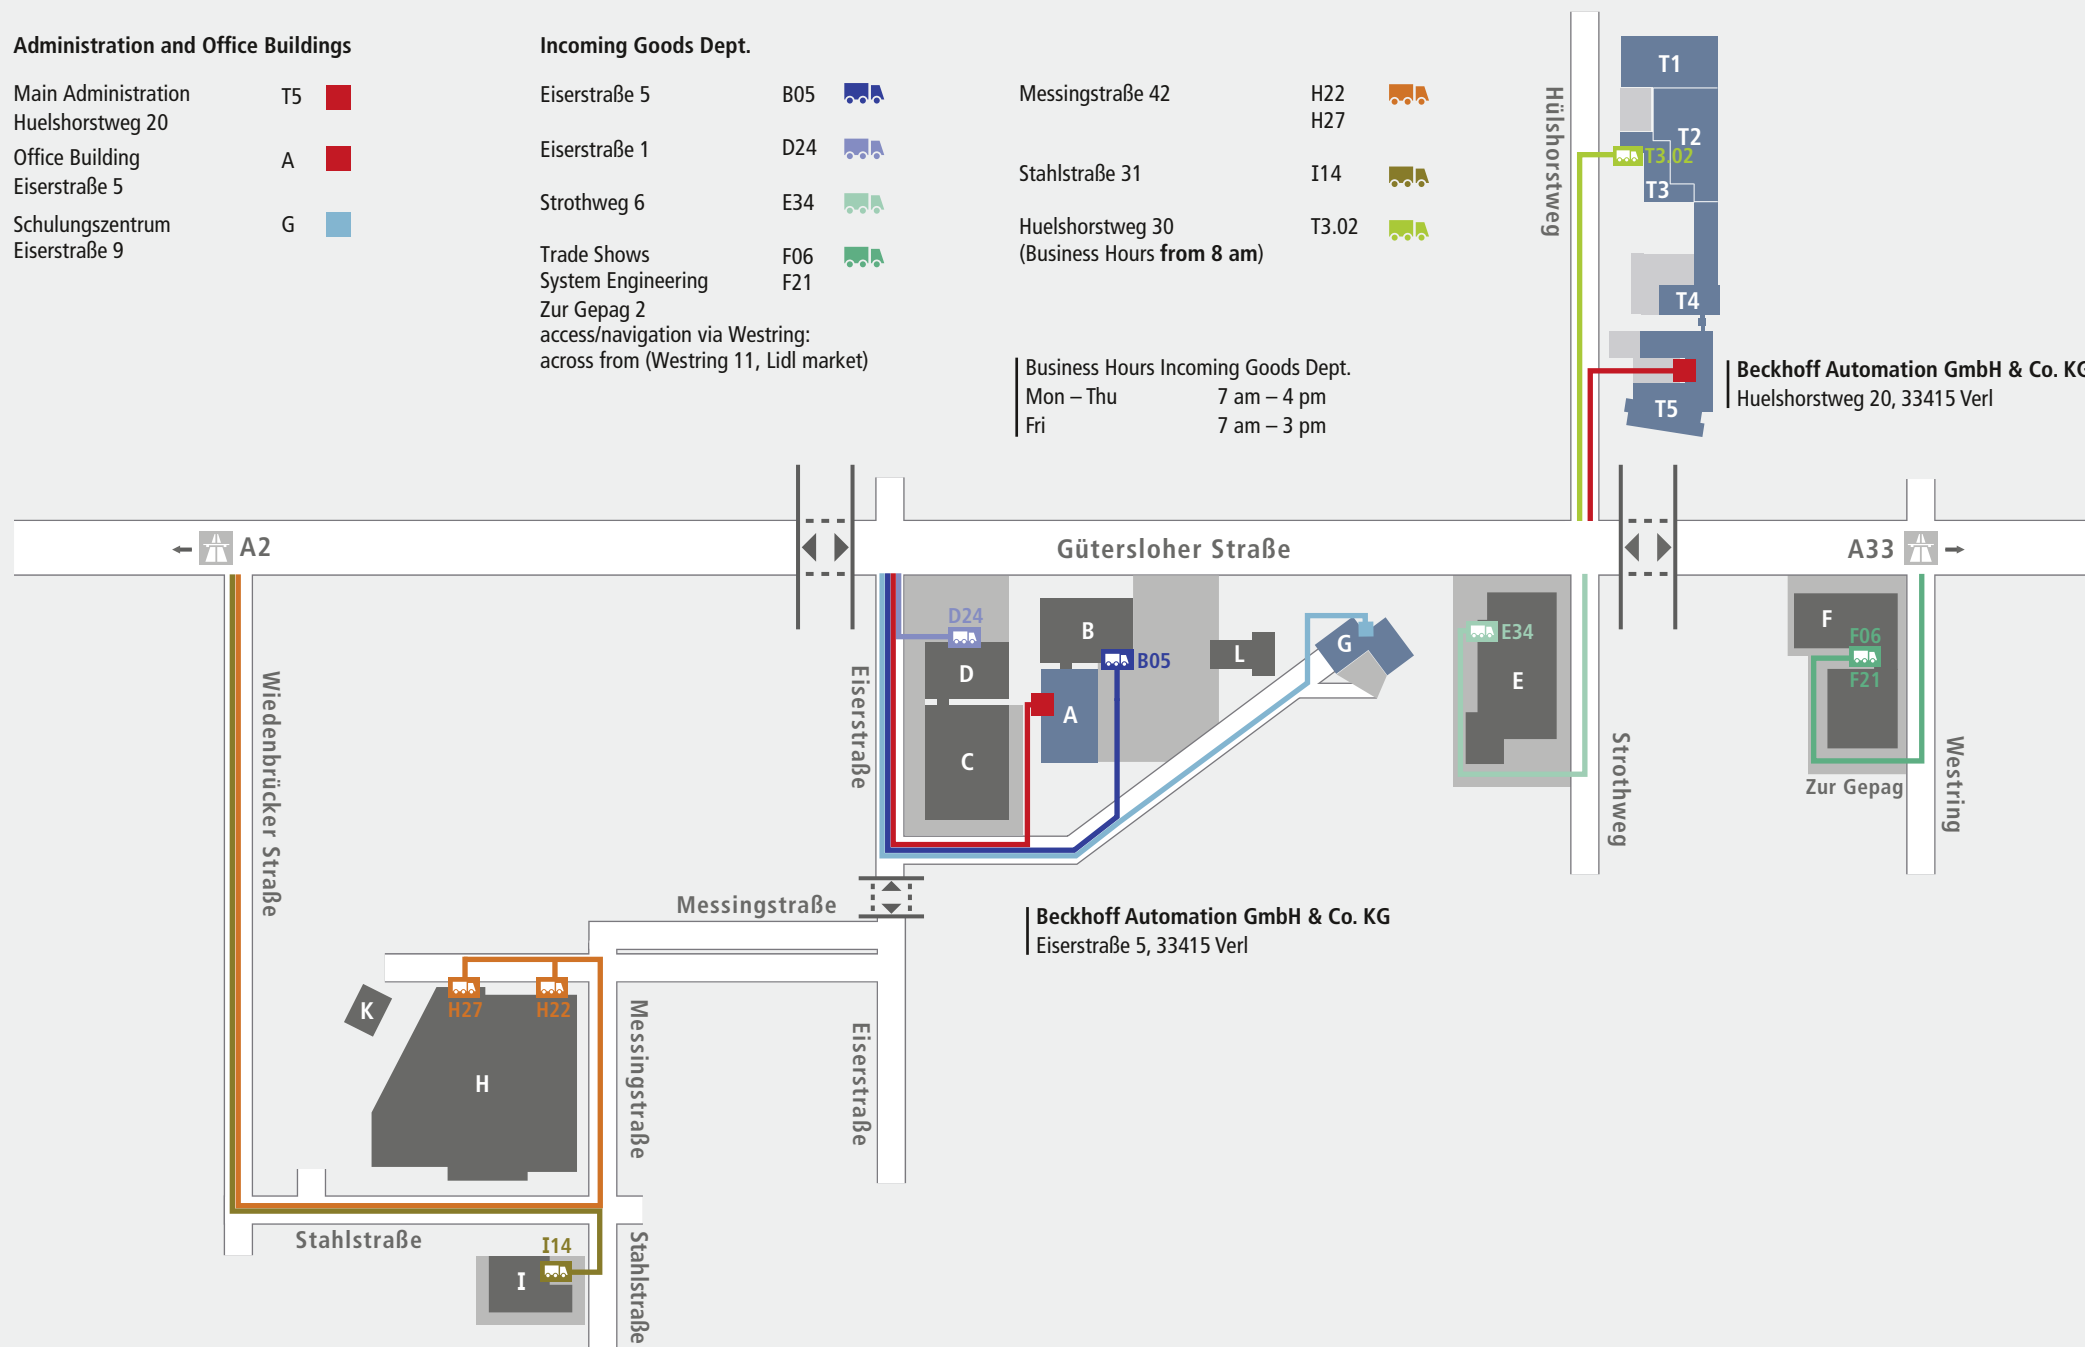 Administration and Office Buildings
Main Administration T5
Huelshorstweg 20
Office Building A
Eiserstraße 5
Schulungszentrum G
Eiserstraße 9
Incoming Goods Dept.
Eiserstraße 5 B05
Eiserstraße 1 D24
Strothweg 6 E34
Trade Shows F06
System Engineering F21
Zur Gepag 2
access/navigation via Westring:
across from (Westring 11, Lidl market)
Messingstraße 42 H22
H27
Stahlstraße 31 I14
Huelshorstweg 30 T3.02
(Business Hours from 8 am)
Business Hours Incoming Goods Dept.
Mon – Thu 7 am – 4 pm
Fri 7 am – 3 pm
Hülshorstweg
T1
T2
T3.02
T3
T4
T5
Beckhoff Automation GmbH & Co. KG
Huelshorstweg 20, 33415 Verl
A2
Gütersloher Straße
A33
D24
D
C
B
B05
A
L
G
E34
E
F
F06
F21
Zur Gepag
Wiedenbrücker Straße
Eiserstraße
Strothweg
Westring
Messingstraße
Beckhoff Automation GmbH & Co. KG
Eiserstraße 5, 33415 Verl
K
H27
H22
H
Messingstraße
Eiserstraße
Stahlstraße
I14
I
Stahlstraße